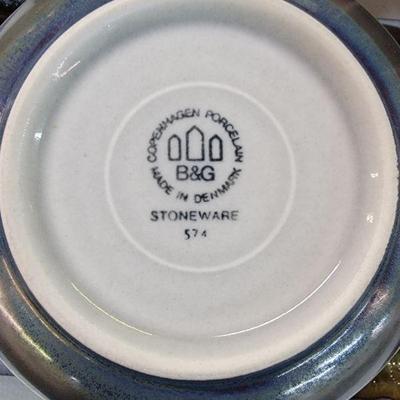 COPENHAGEN PORCELAIN
B&G
MADE IN DENMARK
STONEWARE
574